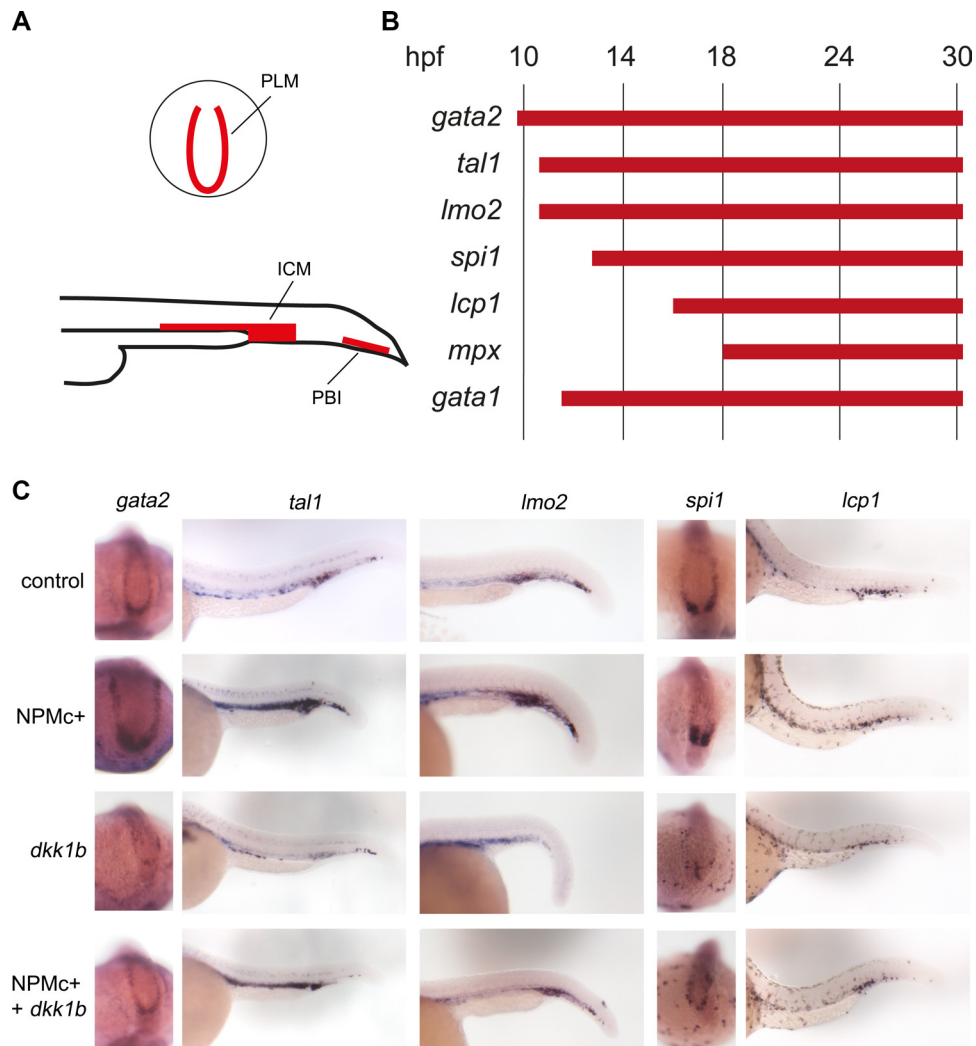 A
PLM
ICM
PBI
B
hpf 10 14 18 24 30
gata2
tal1
lmo2
spi1
lcp1
mpx
gata1
C
gata2 tal1 lmo2 spi1 lcp1
control
NPMc+
dkk1b
NPMc+
+ dkk1b